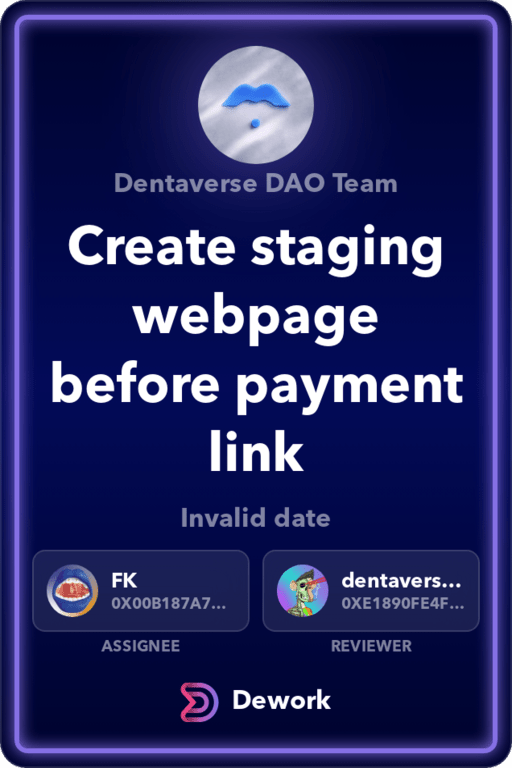 Dentaverse DAO Team
Create staging
webpage
before payment
link
Invalid date
FK
0X00B187A7...
dentavers...
0XE1890FE4F...
ASSIGNEE
REVIEWER
Dework